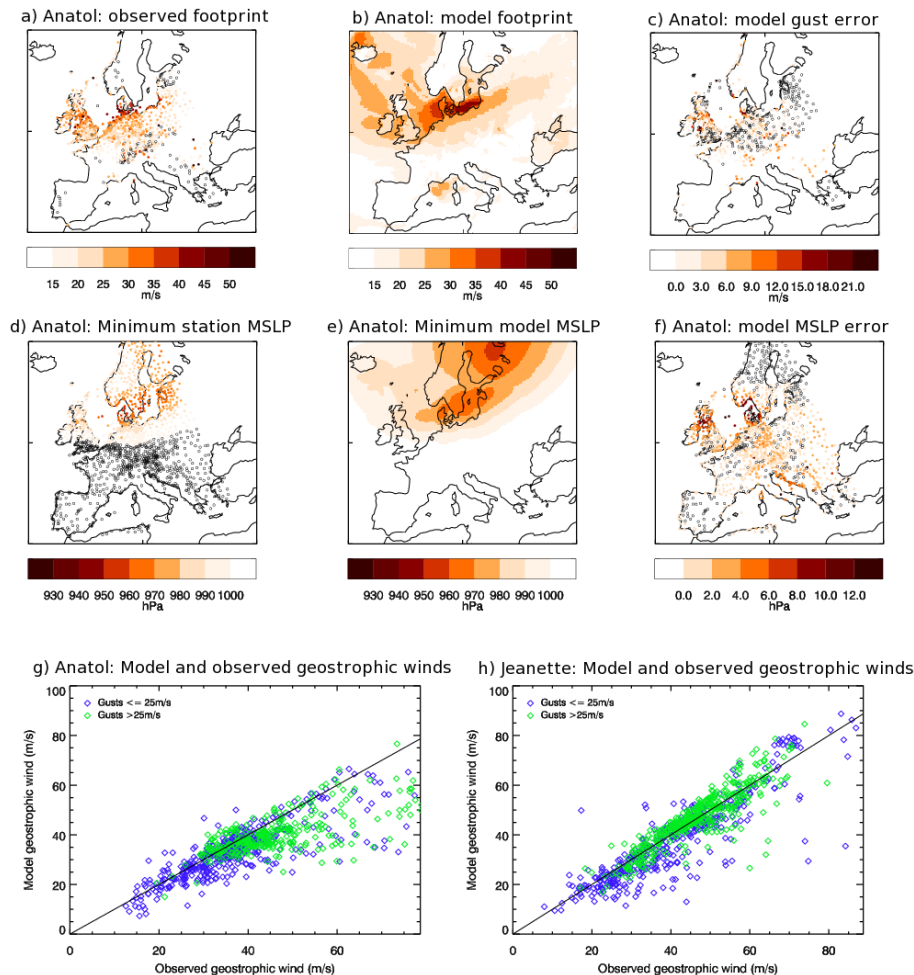 a) Anatol: observed footprint
b) Anatol: model footprint
c) Anatol: model gust error
15 20 25 30 35 40 45 50
m/s
15 20 25 30 35 40 45 50
m/s
0.0 3.0 6.0 9.0 12.0 15.0 18.0 21.0
m/s
d) Anatol: Minimum station MSLP
e) Anatol: Minimum model MSLP
f) Anatol: model MSLP error
930 940 950 960 970 980 990 1000
hPa
930 940 950 960 970 980 990 1000
hPa
0.0 2.0 4.0 6.0 8.0 10.0 12.0
hPa
g) Anatol: Model and observed geostrophic winds
100
80
60
40
20
0
Model geostrophic wind (m/s)
Gusts <= 25m/s
Gusts >25m/s
0 20 40 60
Observed geostrophic wind (m/s)
h) Jeanette: Model and observed geostrophic winds
100
80
60
40
20
0
Model geostrophic wind (m/s)
Gusts <= 25m/s
Gusts >25m/s
0 20 40 60 80
Observed geostrophic wind (m/s)